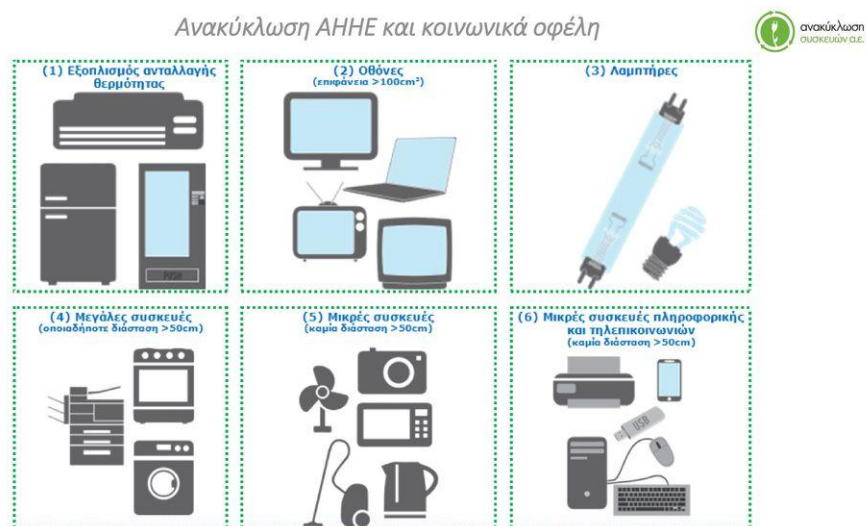 Ανακύκλωση ΑΗΗΕ και κοινωνικά οφέλη
ανακύκλωση
συσκευών α.ε.
(1) Εξοπλισμός ανταλλαγής
θερμότητας
(2) Οθόνες
(επιφάνεια >100cm²)
(3) Λαμπτήρες
PUSH
(4) Μεγάλες συσκευές
(οποιαδήποτε διάσταση >50cm)
(5) Μικρές συσκευές
(καμία διάσταση >50cm)
(6) Μικρές συσκευές πληροφορικής
και τηλεπικοινωνιών
(καμία διάσταση >50cm)
USB